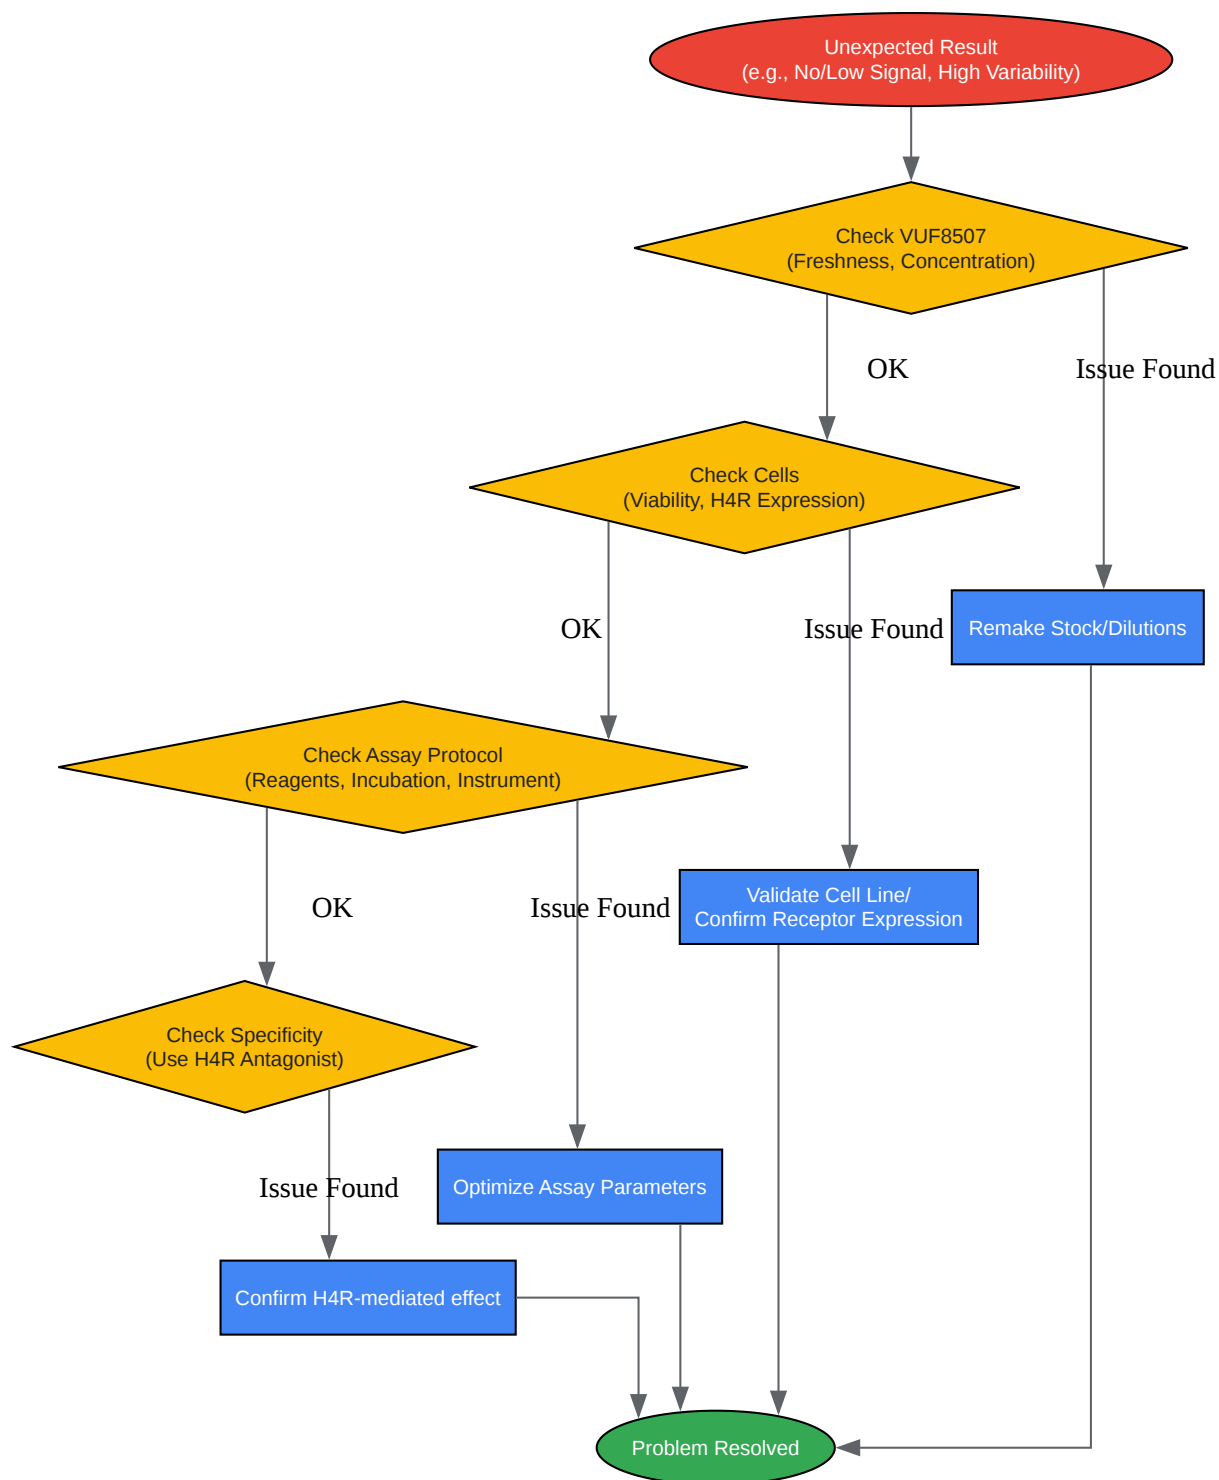 Unexpected Result
(e.g., No/Low Signal, High Variability)
Check VUF8507
(Freshness, Concentration)
OK
Issue Found
Check Cells
(Viability, H4R Expression)
OK
Issue Found
Remake Stock/Dilutions
Check Assay Protocol
(Reagents, Incubation, Instrument)
OK
Issue Found
Validate Cell Line/
Confirm Receptor Expression
Check Specificity
(Use H4R Antagonist)
Issue Found
Optimize Assay Parameters
Confirm H4R-mediated effect
Problem Resolved